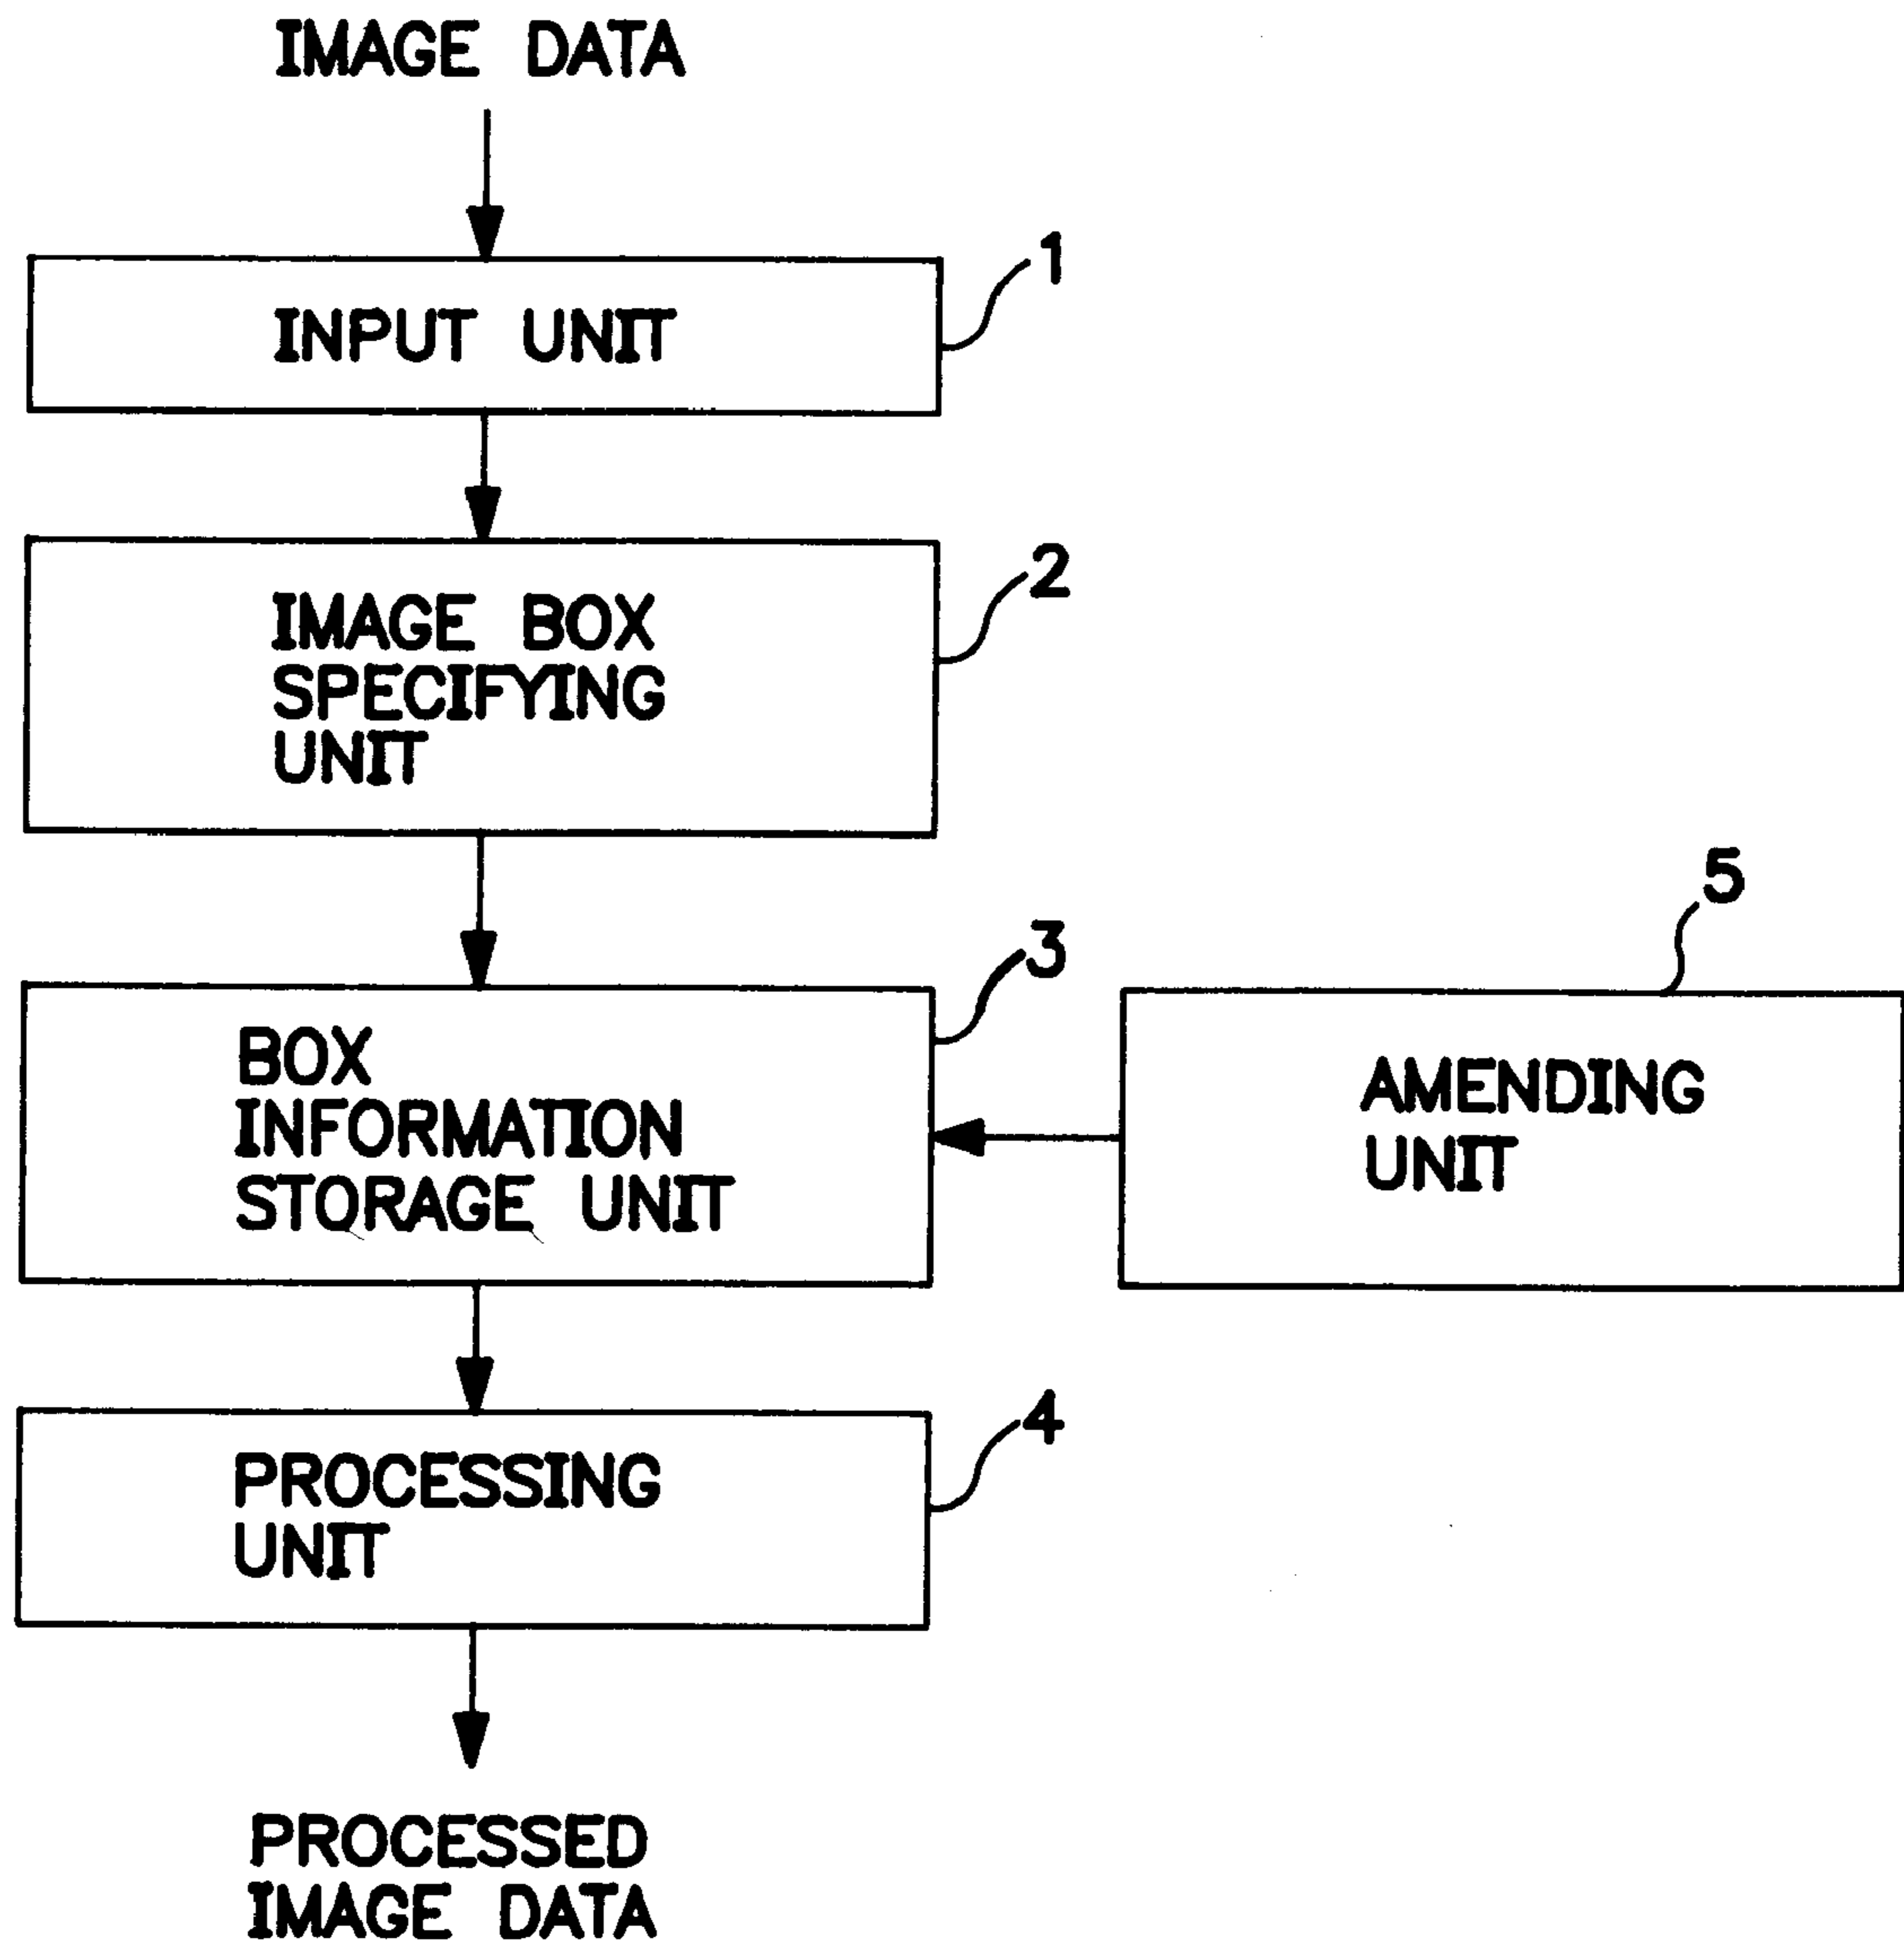 IMAGE DATA
1
INPUT UNIT
2
IMAGE BOX
SPECIFYING
UNIT
3
BOX
INFORMATION
STORAGE UNIT
5
AMENDING
UNIT
4
PROCESSING
UNIT
PROCESSED
IMAGE DATA